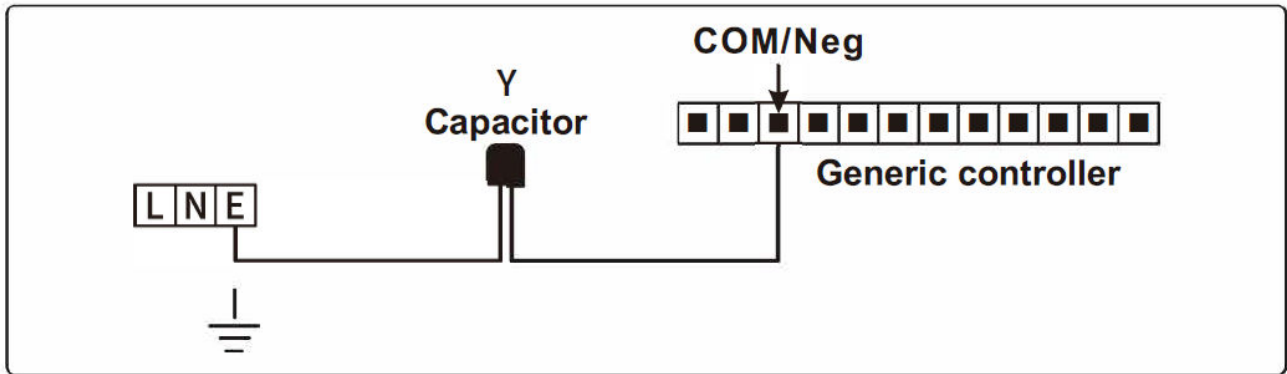 COM/Neg
Y
Capacitor
Generic controller
L N E